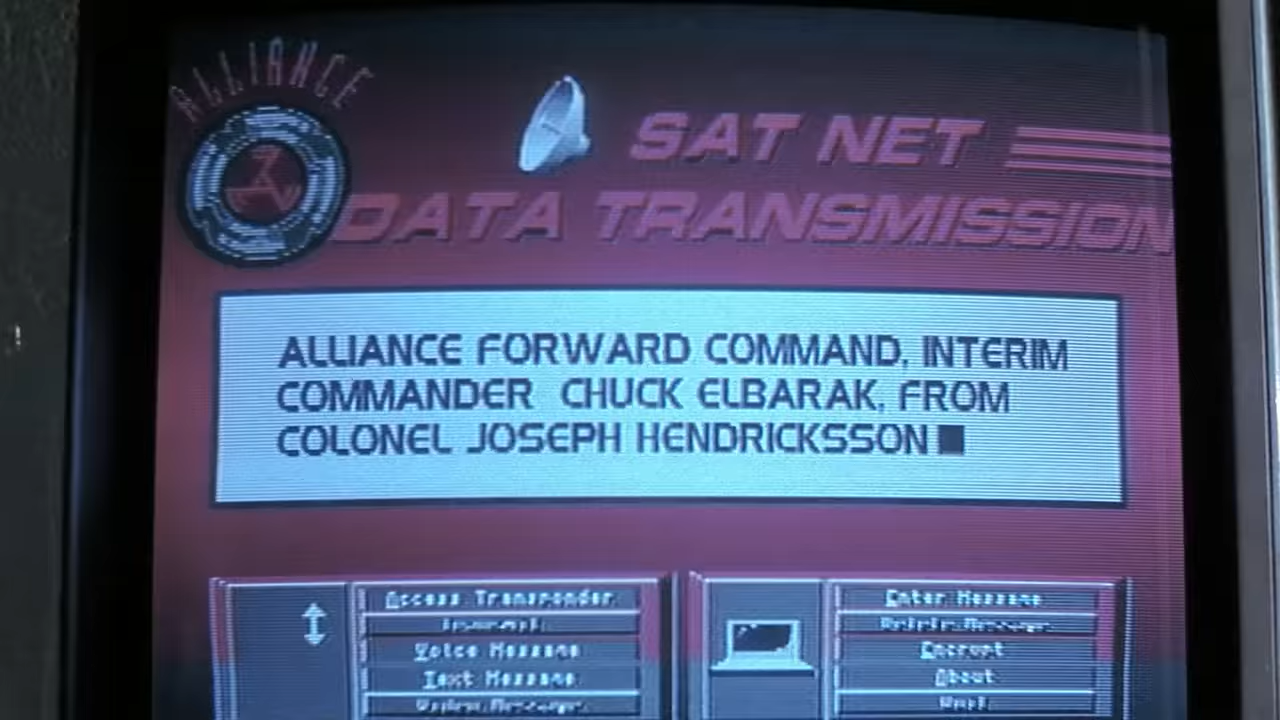 ALLIANCE
SAT NET
DATA TRANSMISSION
ALLIANCE FORWARD COMMAND, INTERIM
COMMANDER CHUCK ELBARAK, FROM
COLONEL JOSEPH HENDRICKSSON
Access Transponder
Voice Message
Text Message
Enter Message
Encrypt
About